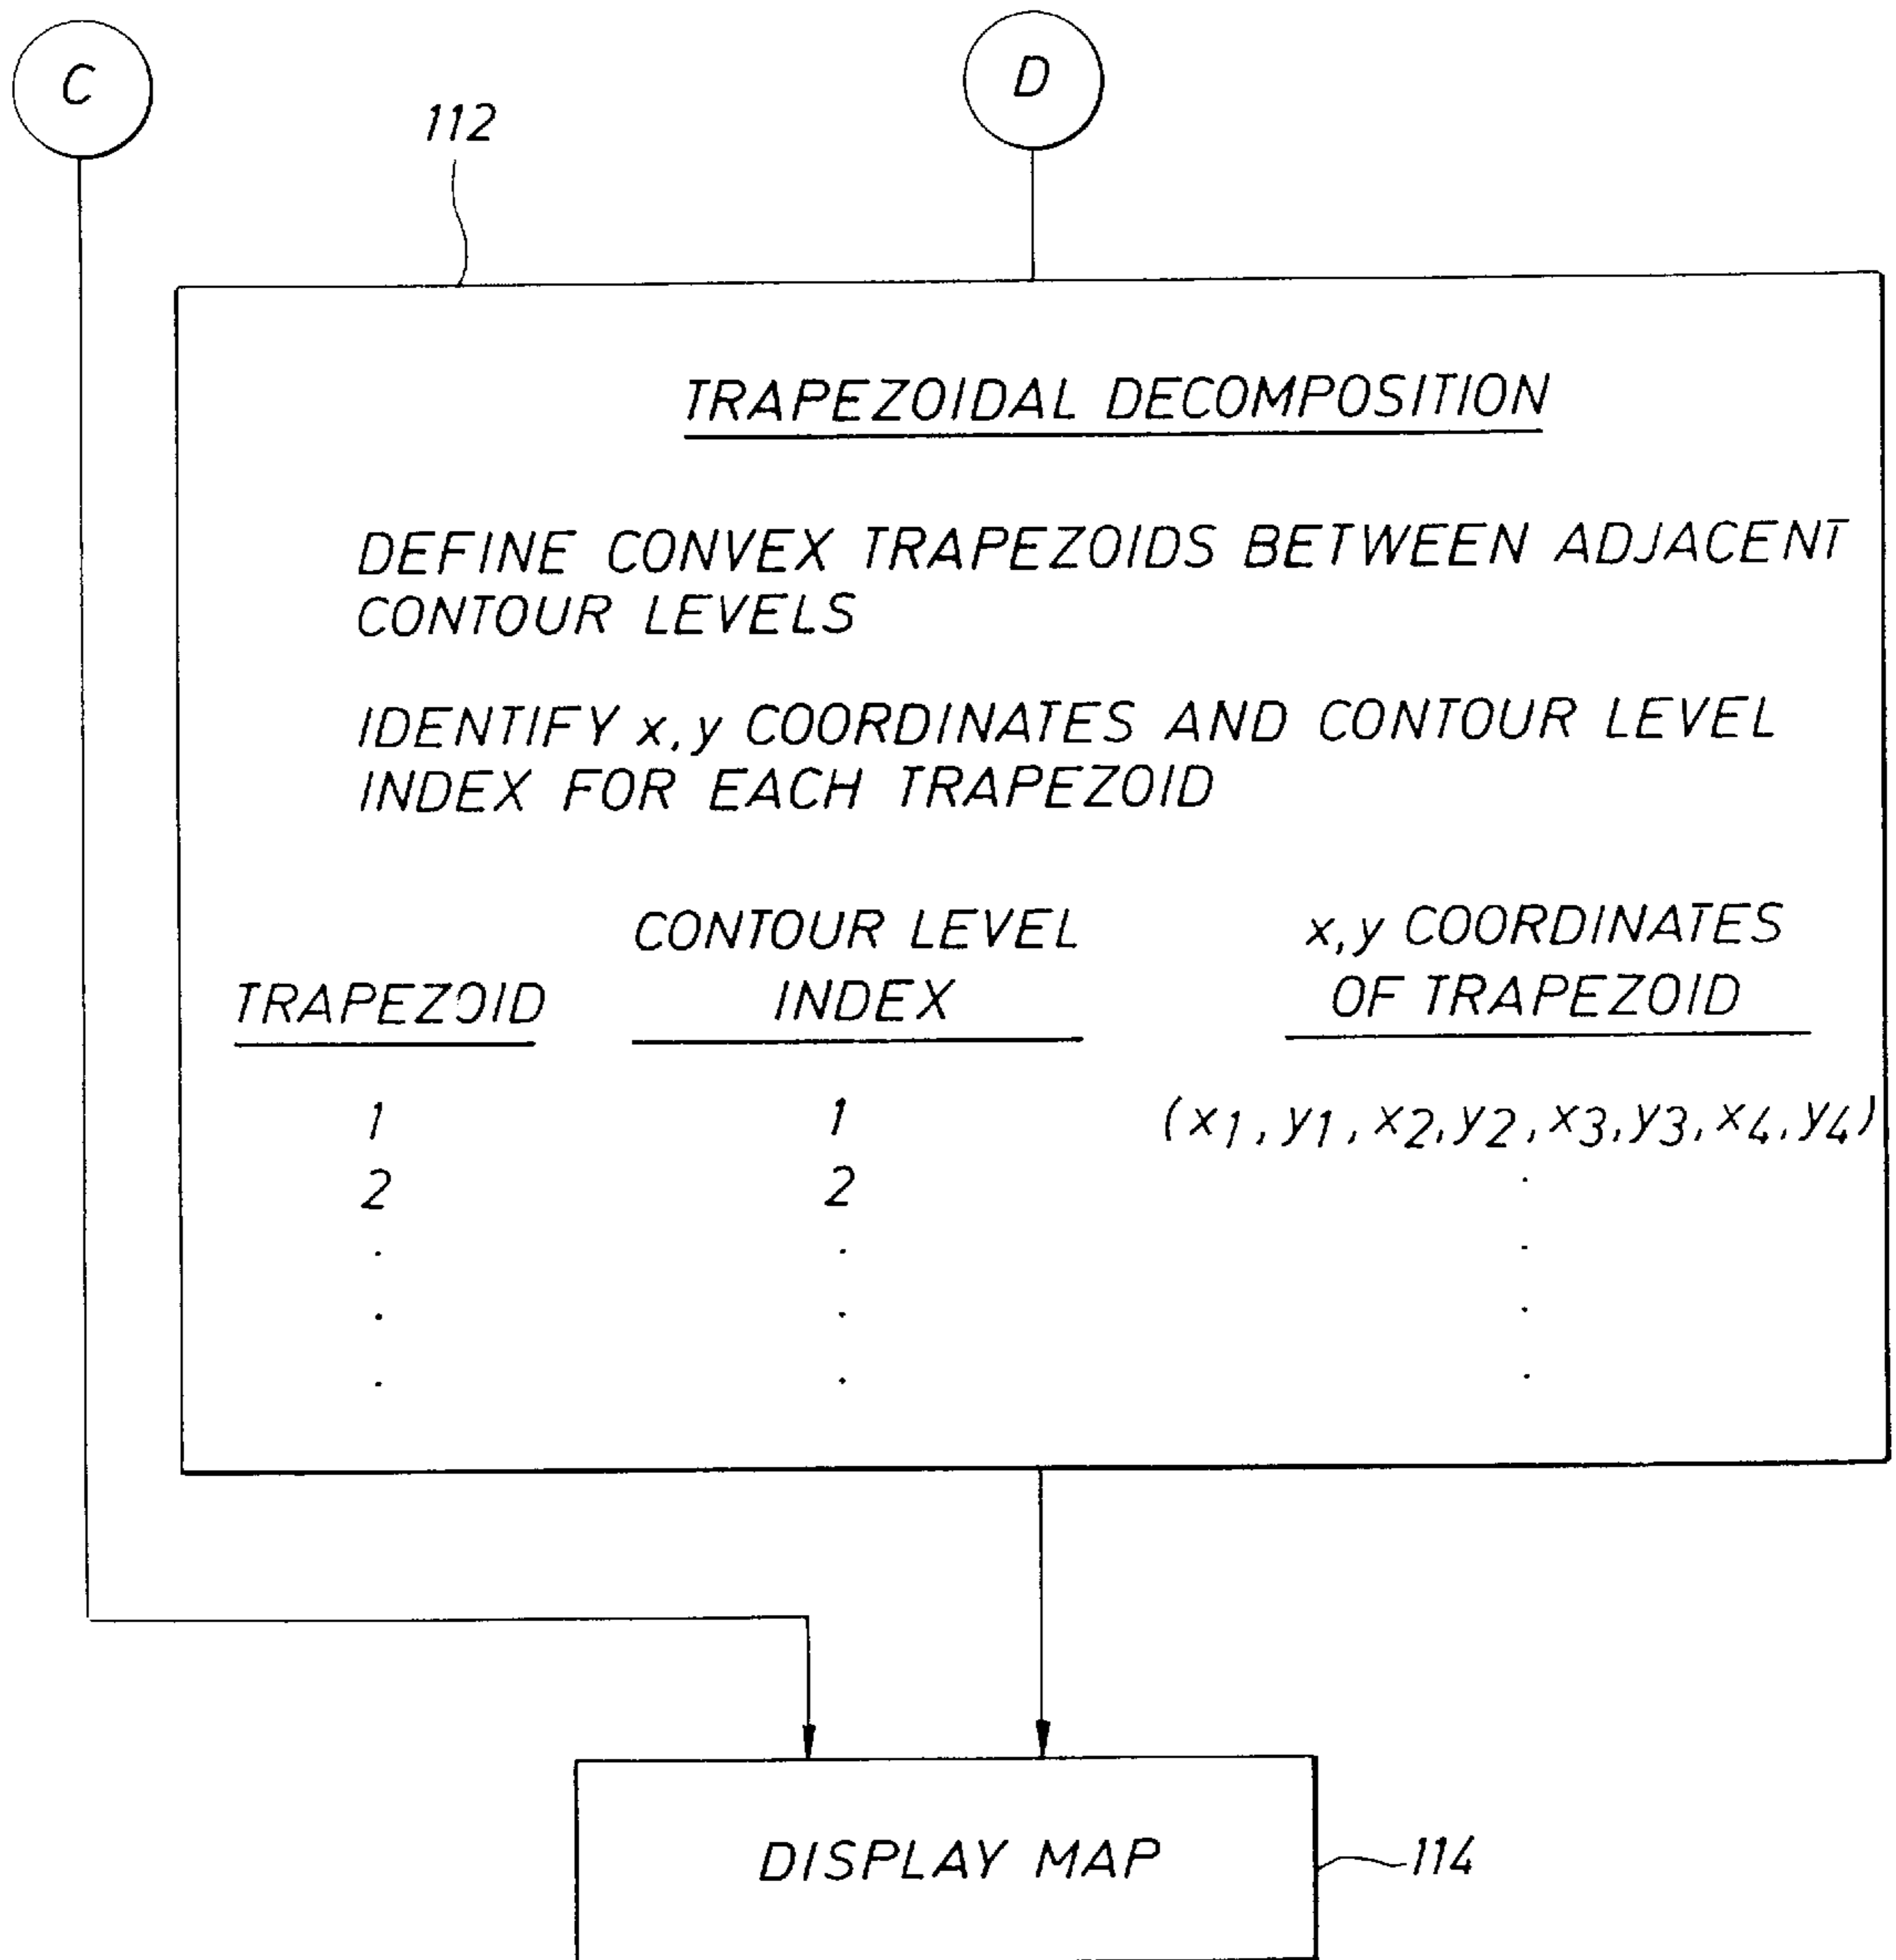 C
D
112
TRAPEZOIDAL DECOMPOSITION
DEFINE CONVEX TRAPEZOIDS BETWEEN ADJACENT
CONTOUR LEVELS
IDENTIFY x,y COORDINATES AND CONTOUR LEVEL
INDEX FOR EACH TRAPEZOID
TRAPEZOID
CONTOUR LEVEL
INDEX
x,y COORDINATES
OF TRAPEZOID
1 1 (x1,y1,x2,y2,x3,y3,x4,y4)
2 2 .
. . .
. . .
. . .
DISPLAY MAP
114